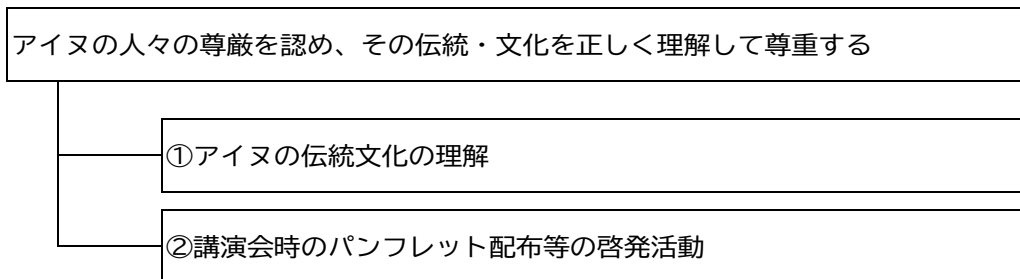 アイヌの人々の尊厳を認め、その伝統・文化を正しく理解して尊重する
①アイヌの伝統文化の理解
②講演会時のパンフレット配布等の啓発活動